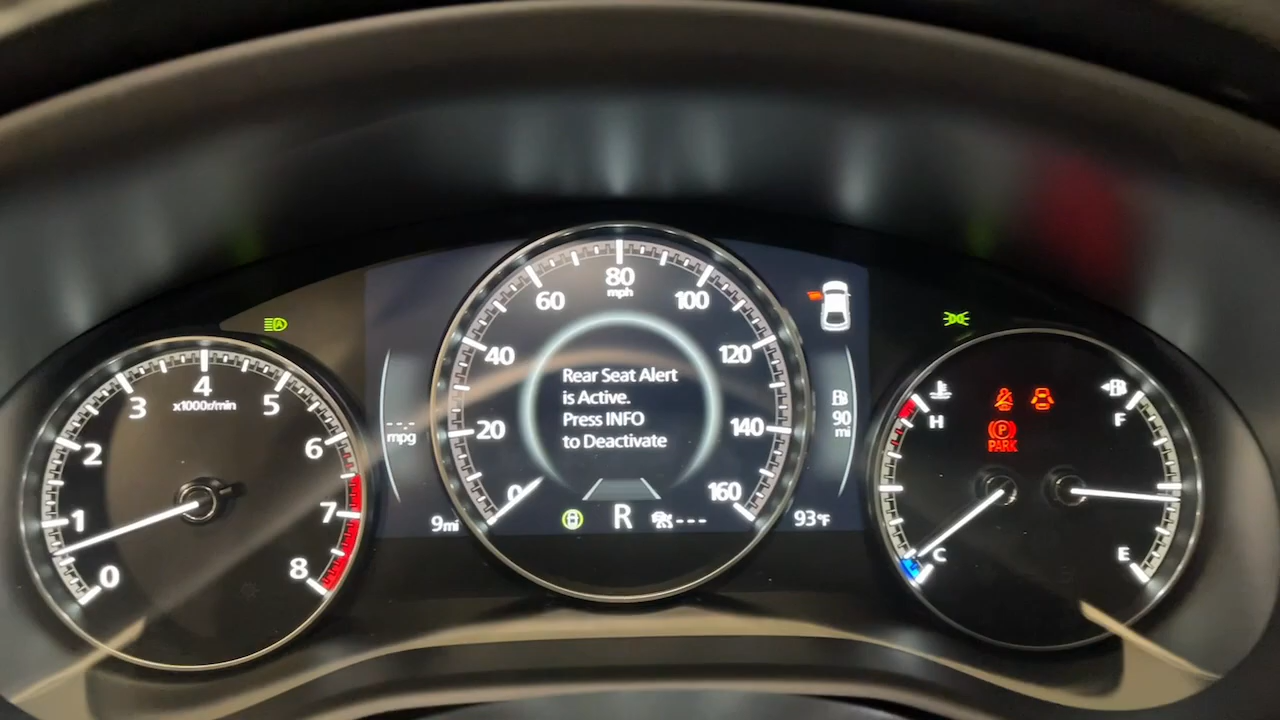 0
1
2
3
4
5
6
7
8
x1000r/min
A
---
mpg
9mi
0
20
40
60
80
mph
100
120
140
160
Rear Seat Alert
is Active.
Press INFO
to Deactivate
R
---
90
mi
93°F
H
C
P
PARK
F
E